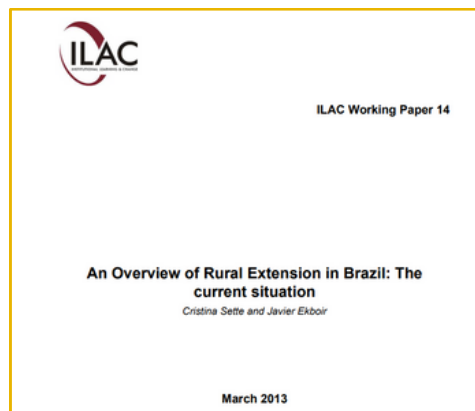 ILAC
INSTITUTIONAL LEARNING & CHANGE
ILAC Working Paper 14
An Overview of Rural Extension in Brazil: The
current situation
Cristina Sette and Javier Ekboir
March 2013